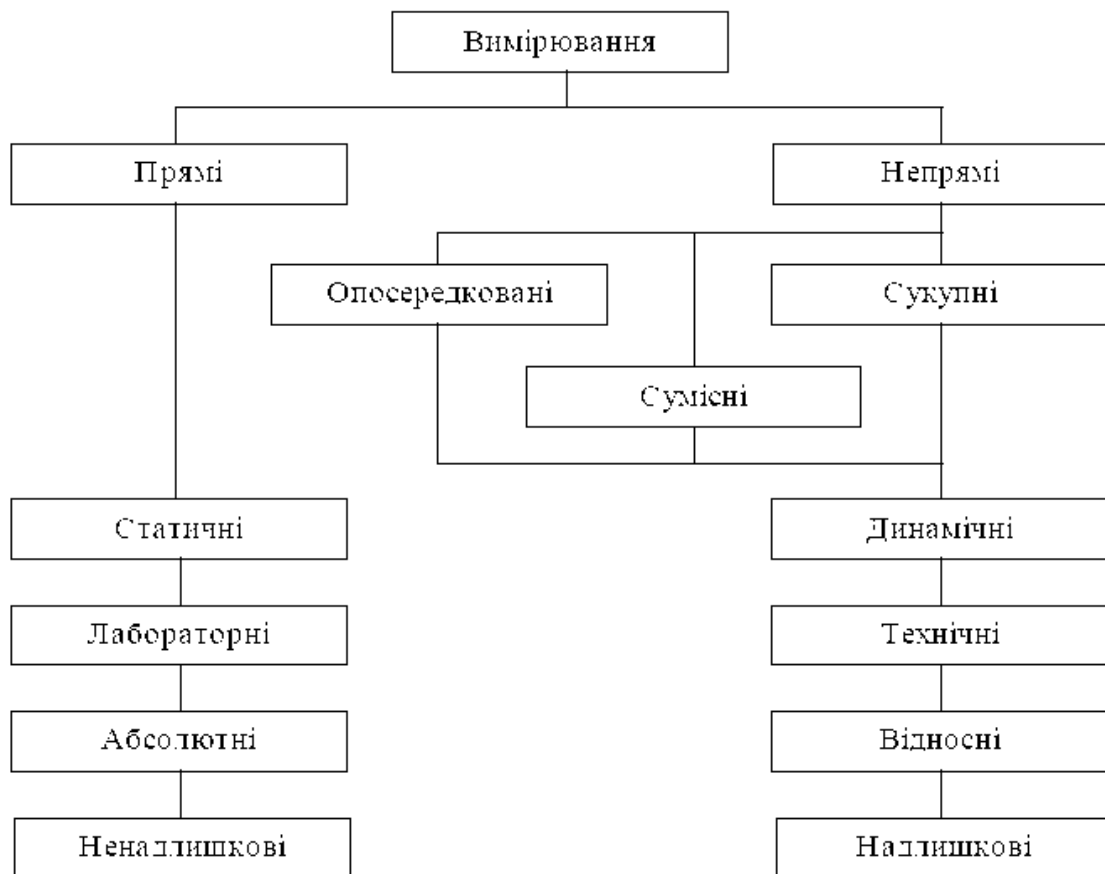 Вимірювання
Прямі
Непрямі
Опосередковані
Сукупні
Сумісні
Статичні
Динамічні
Лабораторні
Технічні
Абсолютні
Відносні
Ненадлишкові
Надлишкові